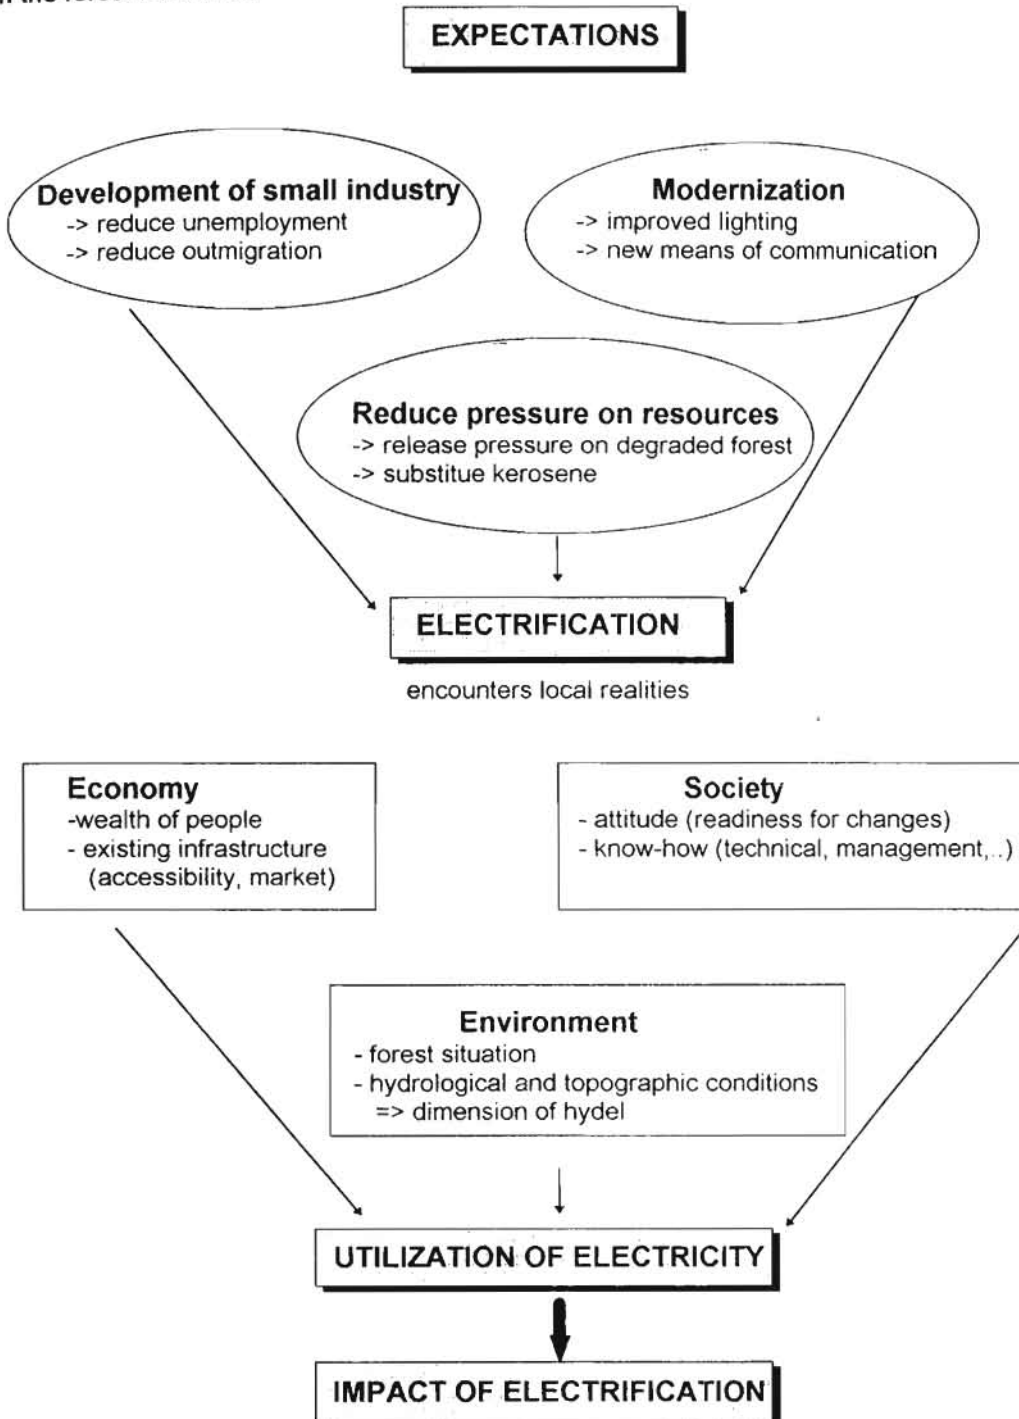 EXPECTATIONS
Development of small industry
-> reduce unemployment
-> reduce outmigration
Modernization
-> improved lighting
-> new means of communication
Reduce pressure on resources
-> release pressure on degraded forest
-> substitue kerosene
ELECTRIFICATION
encounters local realities
Economy
-wealth of people
- existing infrastructure
(accessibility, market)
Society
- attitude (readiness for changes)
- know-how (technical, management,..)
Environment
- forest situation
- hydrological and topographic conditions
=> dimension of hydel
UTILIZATION OF ELECTRICITY
IMPACT OF ELECTRIFICATION